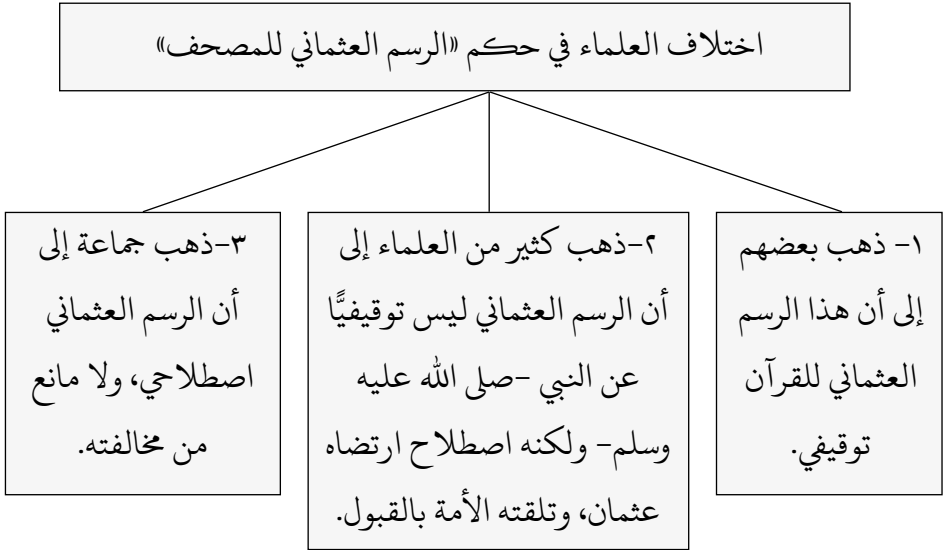 اختلاف العلماء في حكم «الرسم العثماني للمصحف»
١- ذهب بعضهم
إلى أن هذا الرسم
العثماني للقرآن
توقيفي.
٢-ذهب كثير من العلماء إلى
أن الرسم العثماني ليس توقيفيًّا
عن النبي -صلى الله عليه
وسلم- ولكنه اصطلاح ارتضاه
عثمان، وتلقته الأمة بالقبول.
٣-ذهب جماعة إلى
أن الرسم العثماني
اصطلاحي، ولا مانع
من مخالفته.